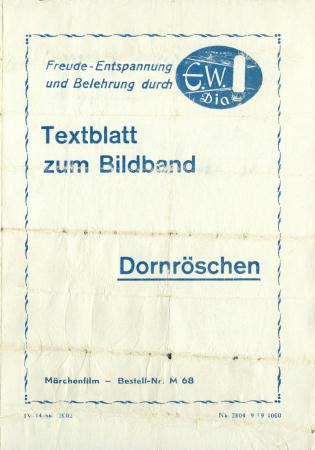 Freude-Entspannung
und Belehrung durch
C.W.
Dia
Textblatt
zum Bildband
Dornröschen
Märchenfilm — Bestell-Nr. M 68